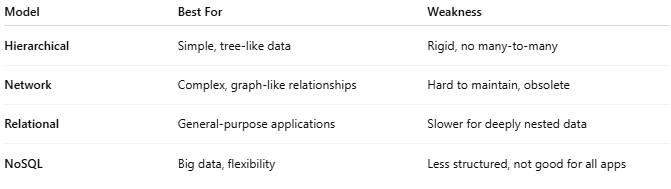 Model Best For Weakness
Hierarchical Simple, tree-like data Rigid, no many-to-many
Network Complex, graph-like relationships Hard to maintain, obsolete
Relational General-purpose applications Slower for deeply nested data
NoSQL Big data, flexibility Less structured, not good for all apps